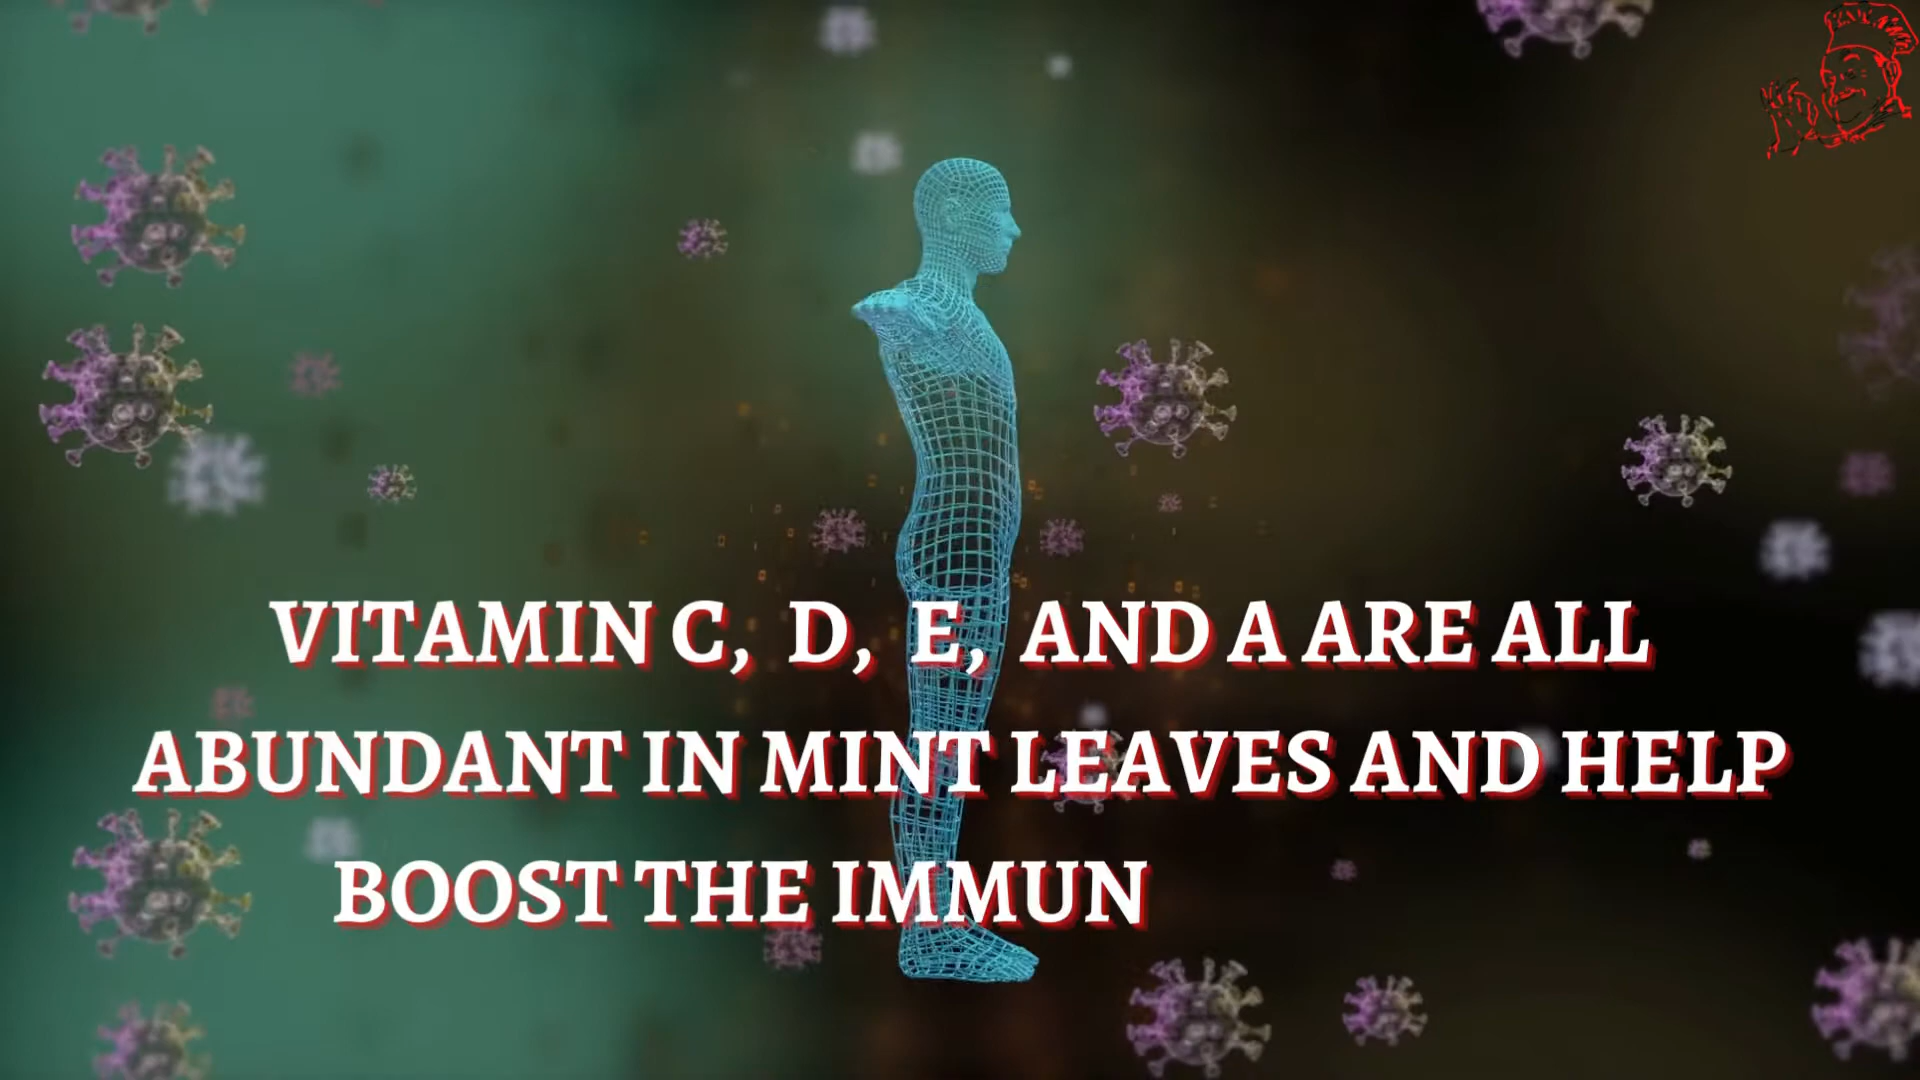 VITAMIN C, D, E, AND A ARE ALL
ABUNDANT IN MINT LEAVES AND HELP
BOOST THE IMMUN